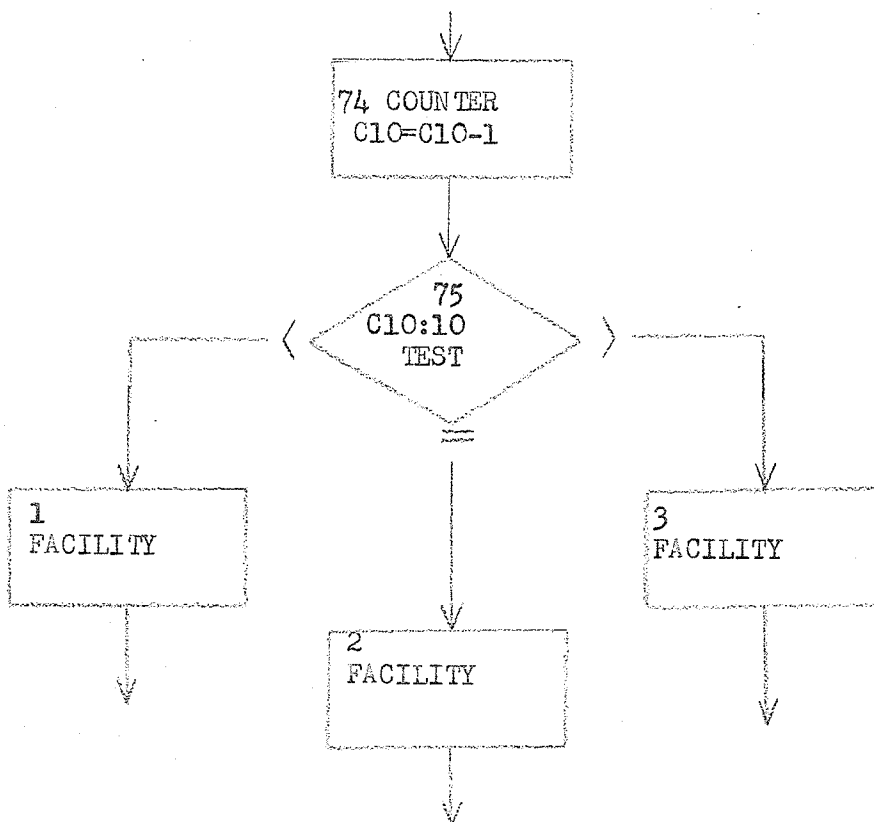 74 COUNTER
C10=C10-1
75
C10:10
TEST
<
>
=
1
FACILITY
3
FACILITY
2
FACILITY